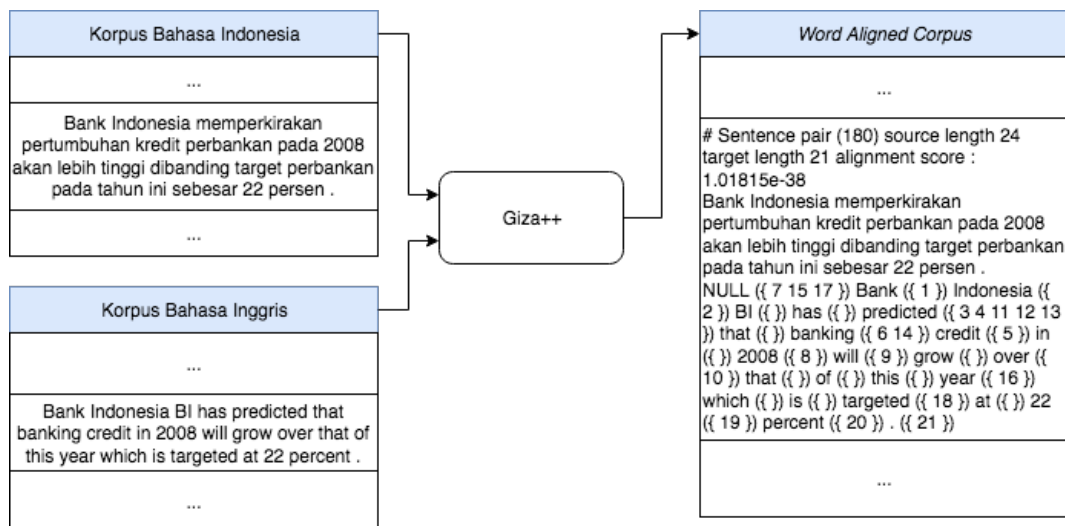 Korpus Bahasa Indonesia
...
Bank Indonesia memperkirakan
pertumbuhan kredit perbankan pada 2008
akan lebih tinggi dibanding target perbankan
pada tahun ini sebesar 22 persen .
...
Korpus Bahasa Inggris
...
Bank Indonesia BI has predicted that
banking credit in 2008 will grow over that of
this year which is targeted at 22 percent .
...
Giza++
Word Aligned Corpus
...
# Sentence pair (180) source length 24
target length 21 alignment score :
1.01815e-38
Bank Indonesia memperkirakan
pertumbuhan kredit perbankan pada 2008
akan lebih tinggi dibanding target perbankan
pada tahun ini sebesar 22 persen .
NULL ({ 7 15 17 }) Bank ({ 1 }) Indonesia ({
2 }) BI ({ }) has ({ }) predicted ({ 3 4 11 12 13
}) that ({ }) banking ({ 6 14 }) credit ({ 5 }) in
({ }) 2008 ({ 8 }) will ({ 9 }) grow ({ }) over ({
10 }) that ({ }) of ({ }) this ({ }) year ({ 16 })
which ({ }) is ({ }) targeted ({ 18 }) at ({ }) 22
({ 19 }) percent ({ 20 }) . ({ 21 })
...